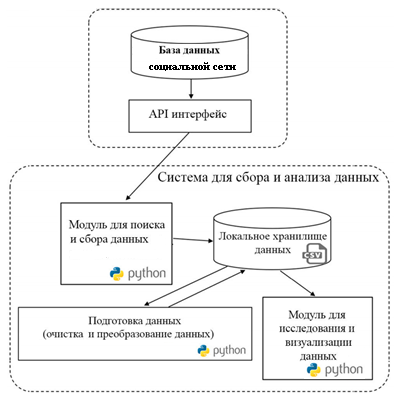 База данных
социальной сети
API интерфейс
Система для сбора и анализа данных
Модуль для поиска
и сбора данных
python
Локальное хранилище
данных
CSV
Подготовка данных
(очистка и преобразование данных)
python
Модуль для
исследования и
визуализации
данных
python